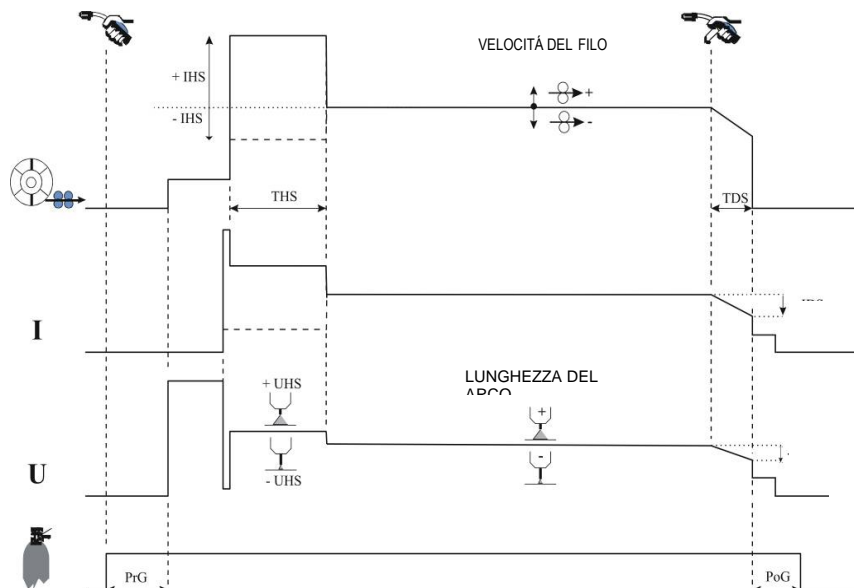 VELOCITÁ DEL FILO
+ IHS
- IHS
+
-
THS
TDS
I
+ UHS
- UHS
LUNGHEZZA DEL
+
-
U
PrG
PoG